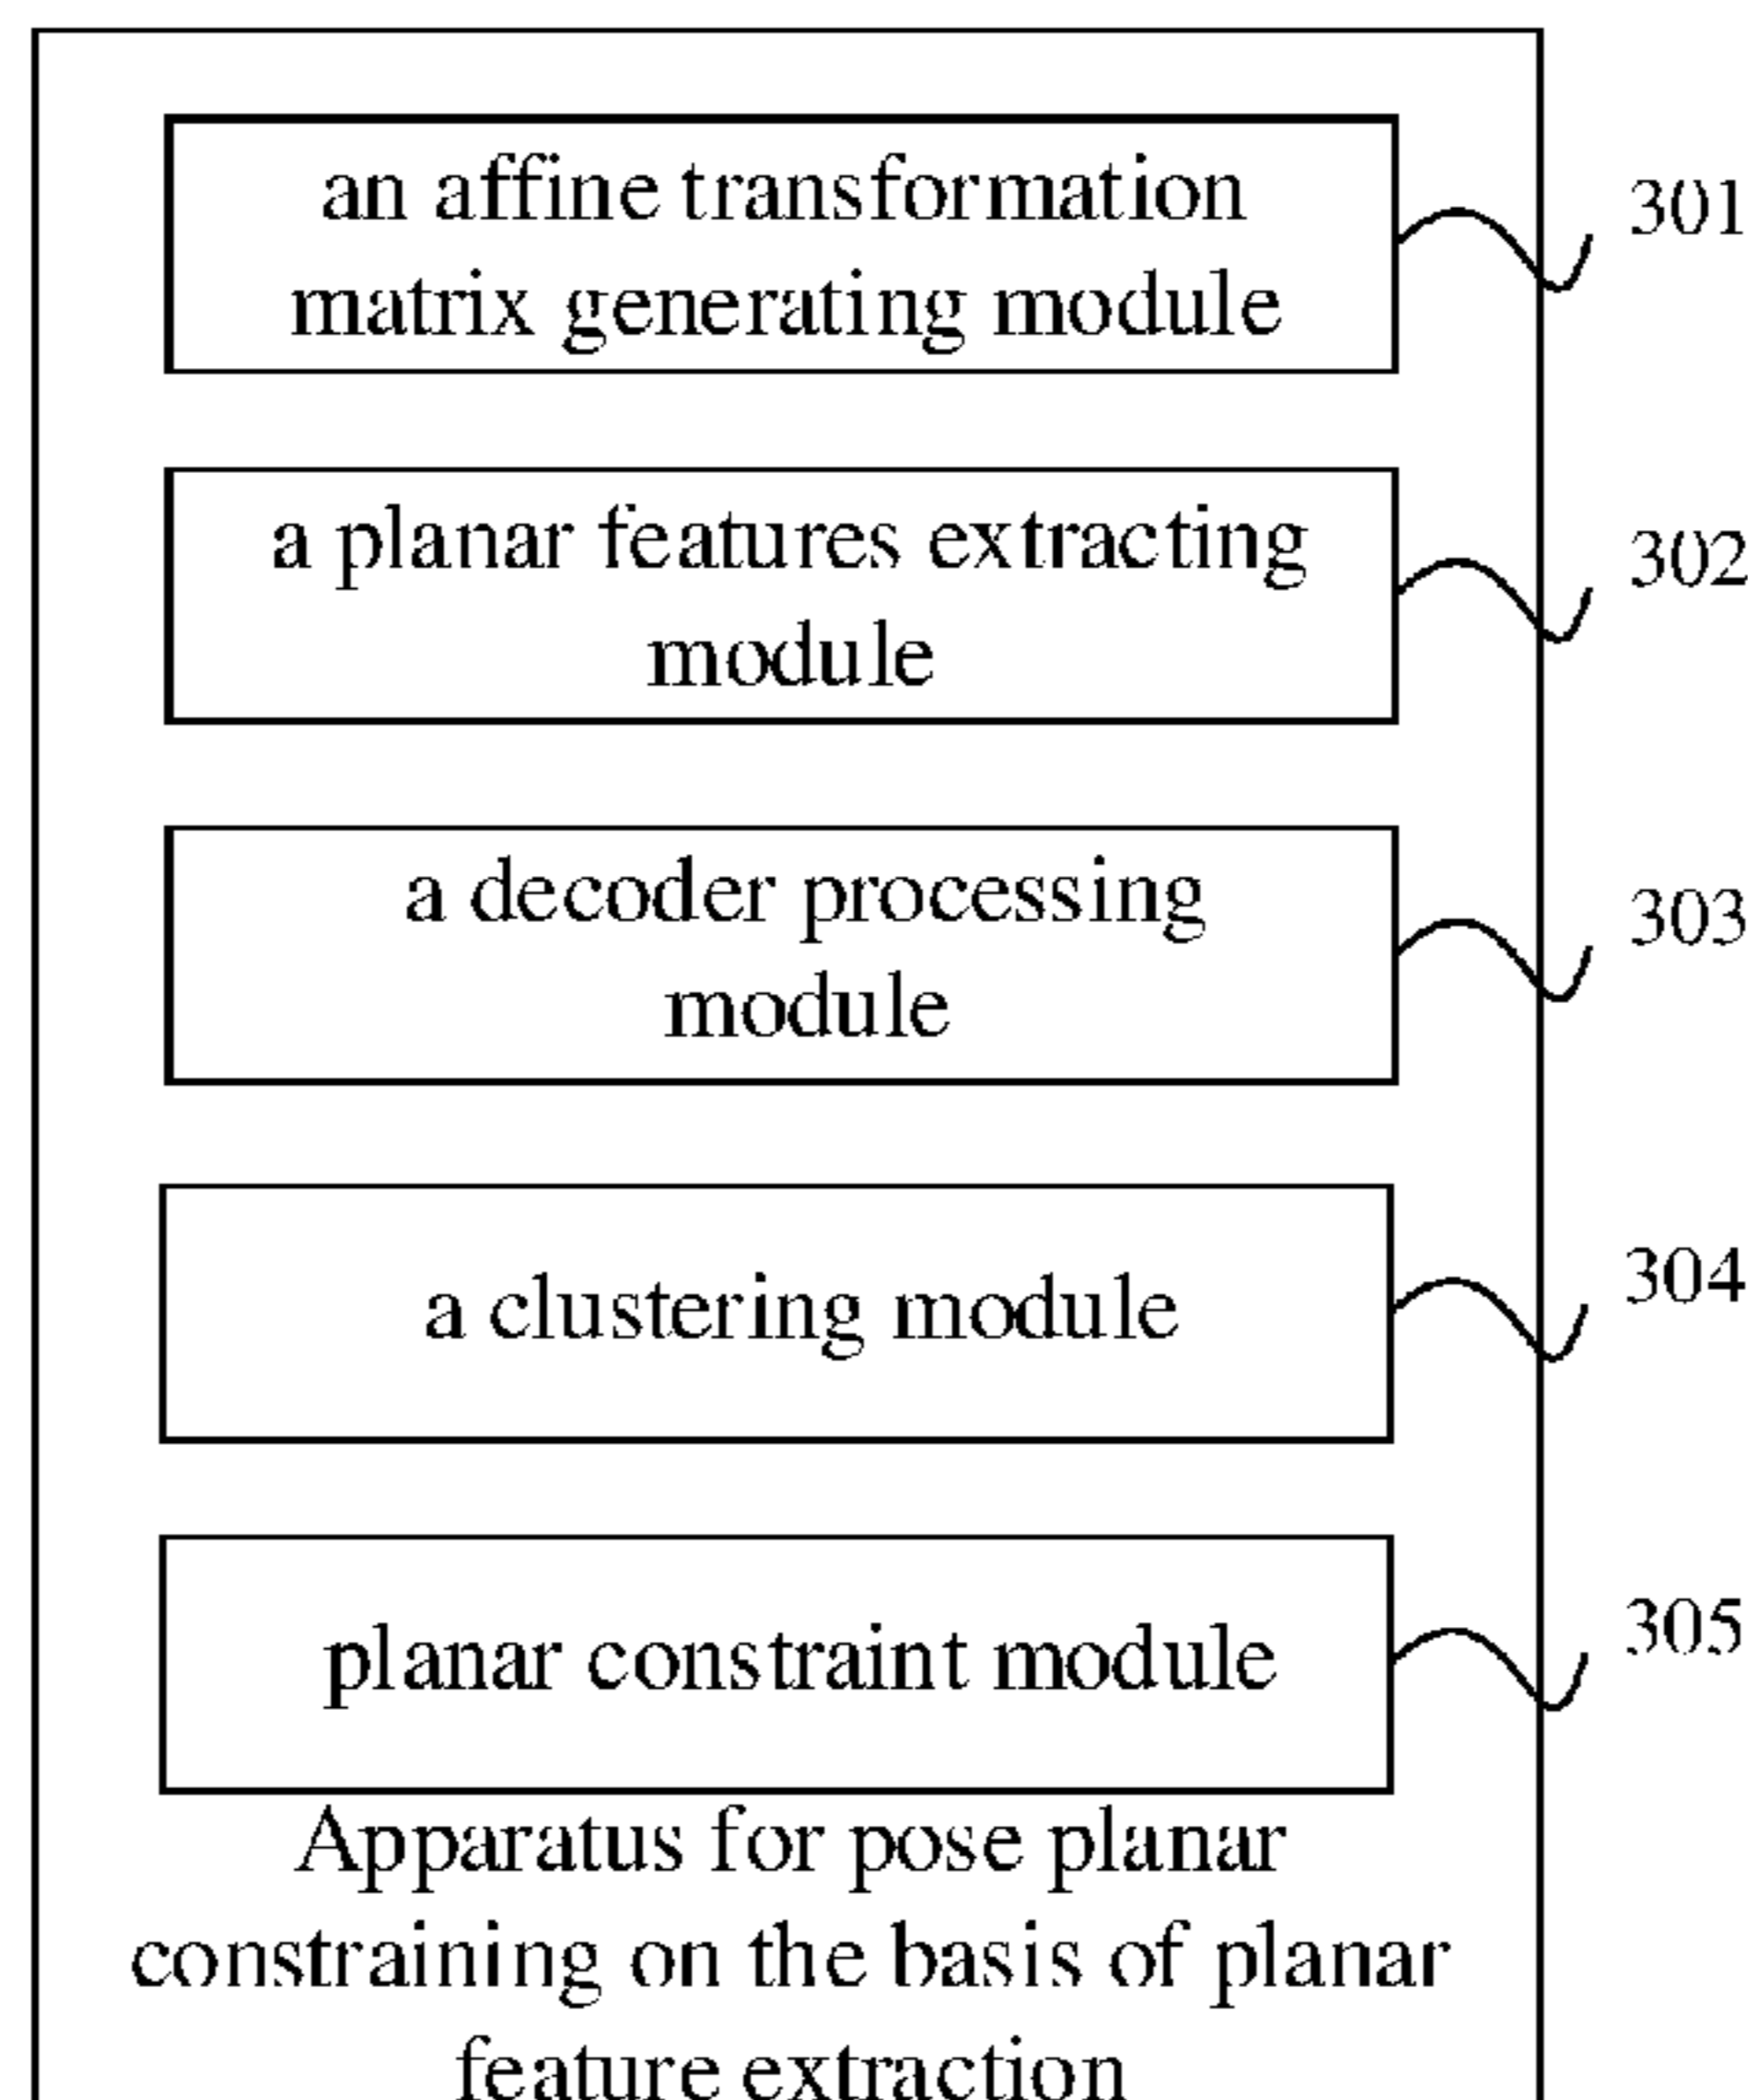 an affine transformation
matrix generating module
301
a planar features extracting
module
302
a decoder processing
module
303
a clustering module
304
planar constraint module
305
Apparatus for pose planar
constraining on the basis of planar
feature extraction